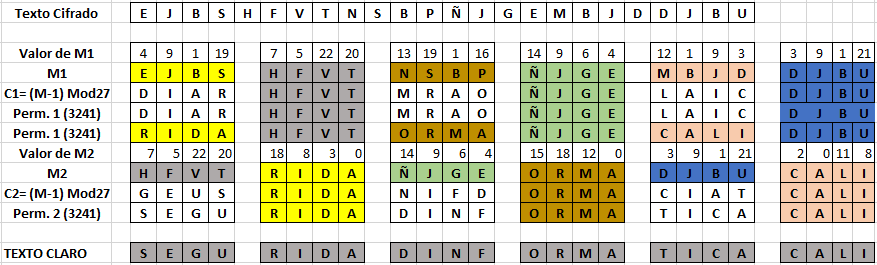 Texto Cifrado E J B S H F V T N S B P Ñ J G E M B J D D J B U
Valor de M1 4 9 1 19 7 5 22 20 13 19 1 16 14 9 6 4 12 1 9 3 3 9 1 21
M1 E J B S H F V T N S B P Ñ J G E M B J D D J B U
C1= (M-1) Mod27 D I A R H F V T M R A O Ñ J G E L A I C D J B U
Perm. 1 (3241) D I A R H F V T M R A O Ñ J G E L A I C D J B U
Perm. 1 (3241) R I D A H F V T O R M A Ñ J G E C A L I D J B U
Valor de M2 7 5 22 20 18 8 3 0 14 9 6 4 15 18 12 0 3 9 1 21 2 0 11 8
M2 H F V T R I D A Ñ J G E O R M A D J B U C A L I
C2= (M-1) Mod27 G E U S R I D A N I F D O R M A C I A T C A L I
Perm. 2 (3241) S E G U R I D A D I N F O R M A T I C A C A L I
TEXTO CLARO S E G U R I D A D I N F O R M A T I C A C A L I